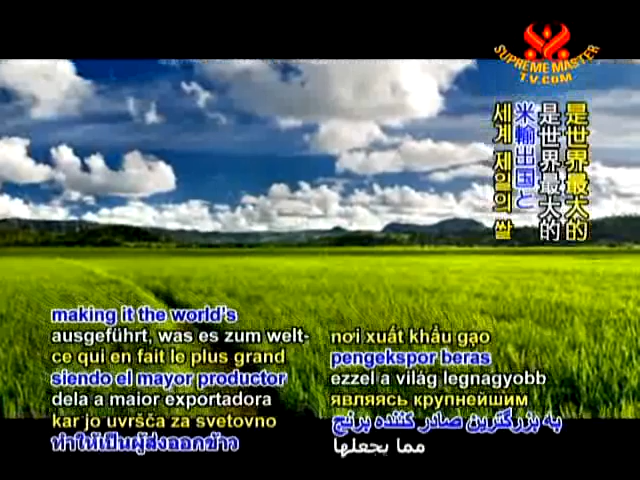 SUPREME MASTER
TV.COM
是世界最大的
是世界最大的
米輸出国と
세계 제일의 쌀
making it the world's
ausgeführt, was es zum welt-
ce qui en fait le plus grand
siendo el mayor productor
dela a maior exportadora
kar jo uvršča za svetovno
ทำให้เป็นผู้ส่งออกข้าว
nơi xuất khẩu gạo
pengekspor beras
ezzel a világ legnagyobb
являясь крупнейшим
به بزرگترین صادر کننده برنج
مما يجعلها